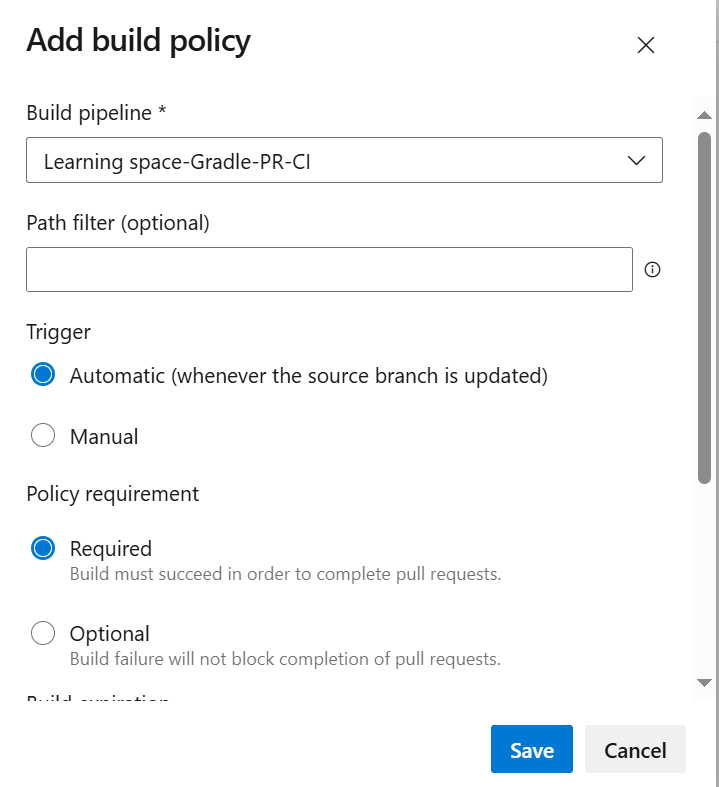 Add build policy
Build pipeline *
Learning space-Gradle-PR-CI
Path filter (optional)
Trigger
Automatic (whenever the source branch is updated)
Manual
Policy requirement
Required
Build must succeed in order to complete pull requests.
Optional
Build failure will not block completion of pull requests.
Build expiration
Save
Cancel